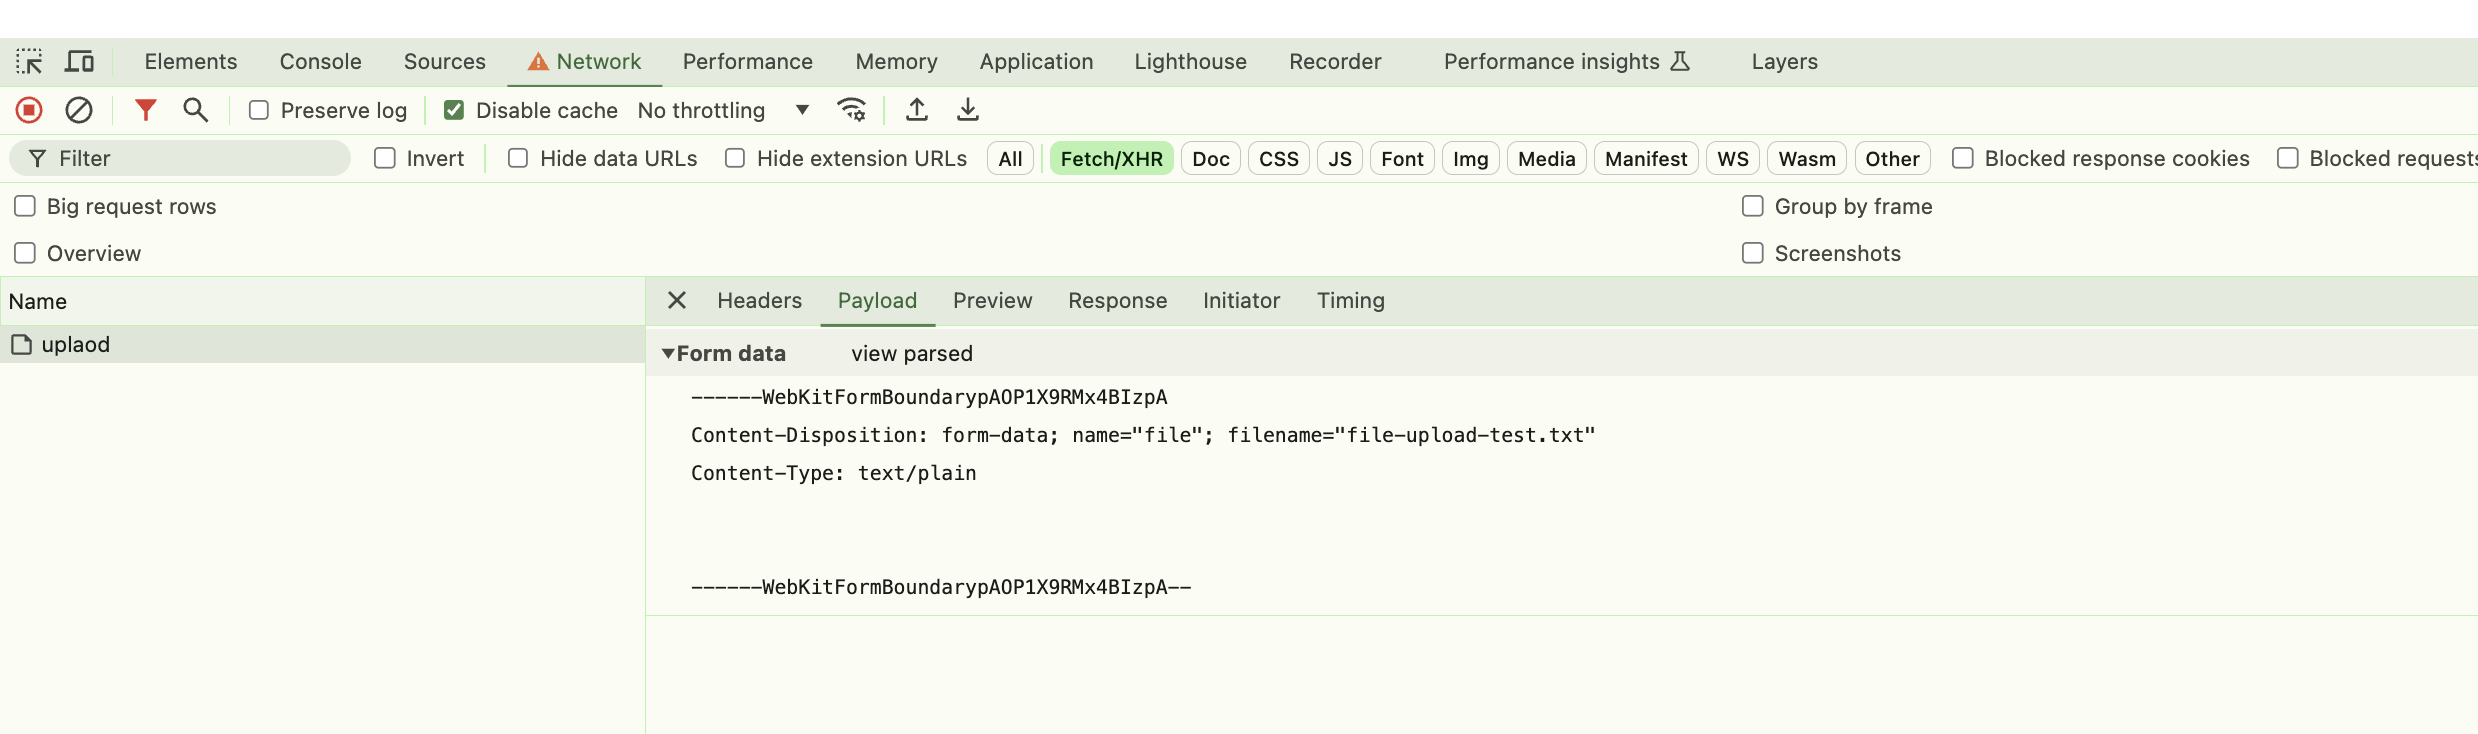 Elements Console Sources Network Performance Memory Application Lighthouse Recorder Performance insights Layers
Preserve log Disable cache No throttling
Filter Invert Hide data URLs Hide extension URLs All Fetch/XHR Doc CSS JS Font Img Media Manifest WS Wasm Other Blocked response cookies Blocked requests
Big request rows Group by frame
Overview Screenshots
Name Headers Payload Preview Response Initiator Timing
uplaod
Form data view parsed
------WebKitFormBoundarypAOP1X9RMx4BIzpA
Content-Disposition: form-data; name="file"; filename="file-upload-test.txt"
Content-Type: text/plain
------WebKitFormBoundarypAOP1X9RMx4BIzpA--